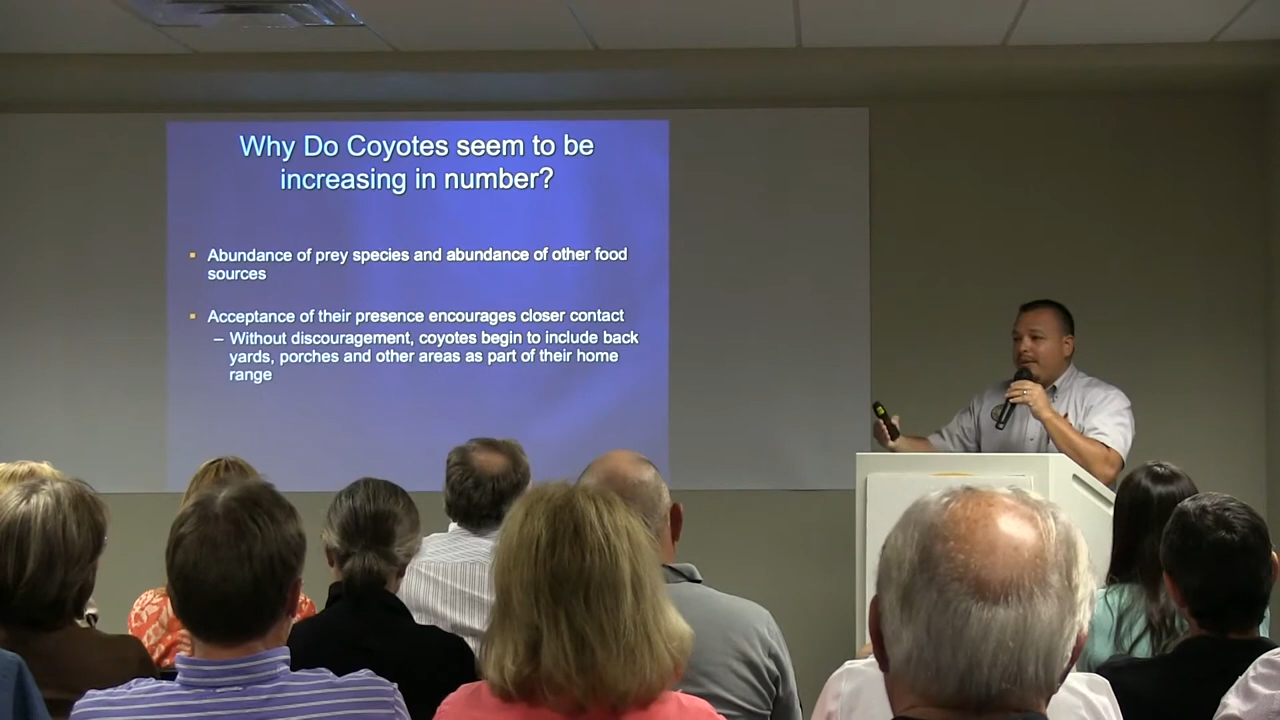 Why Do Coyotes seem to be
increasing in number?
▪ Abundance of prey species and abundance of other food
sources
▪ Acceptance of their presence encourages closer contact
– Without discouragement, coyotes begin to include back
yards, porches and other areas as part of their home
range